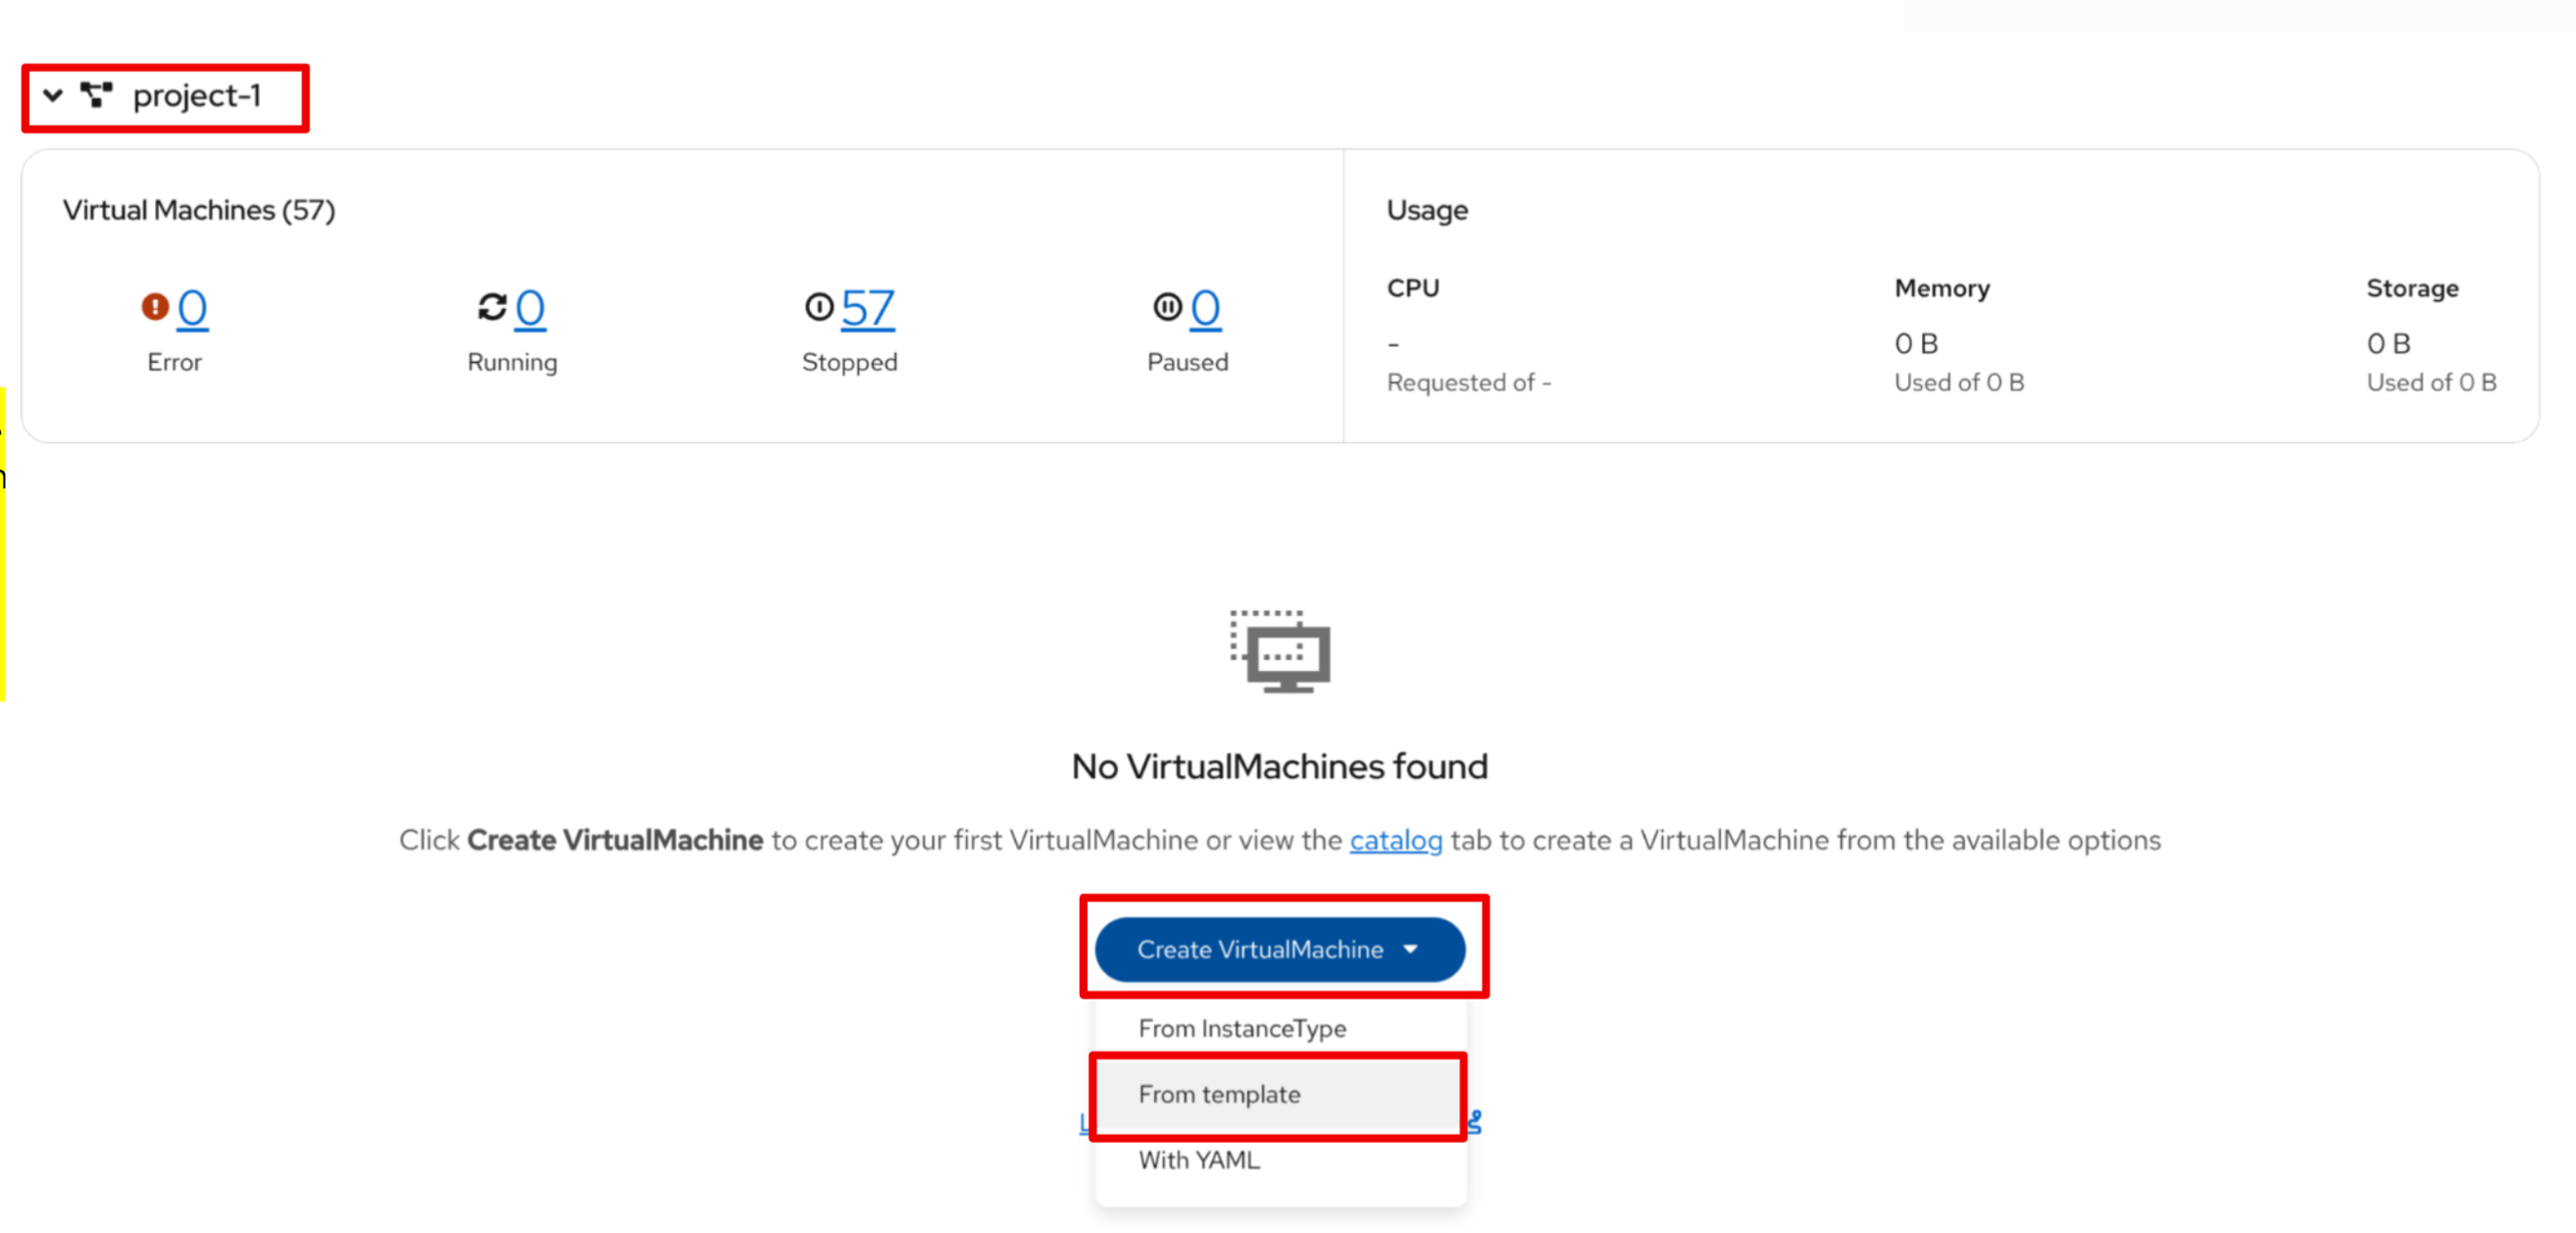 project-1
Virtual Machines (57)
Usage
0
0
57
0
Error
Running
Stopped
Paused
CPU
Memory
Storage
-
0 B
0 B
Requested of -
Used of 0 B
Used of 0 B
No VirtualMachines found
Click Create VirtualMachine to create your first VirtualMachine or view the catalog tab to create a VirtualMachine from the available options
Create VirtualMachine
From InstanceType
From template
With YAML